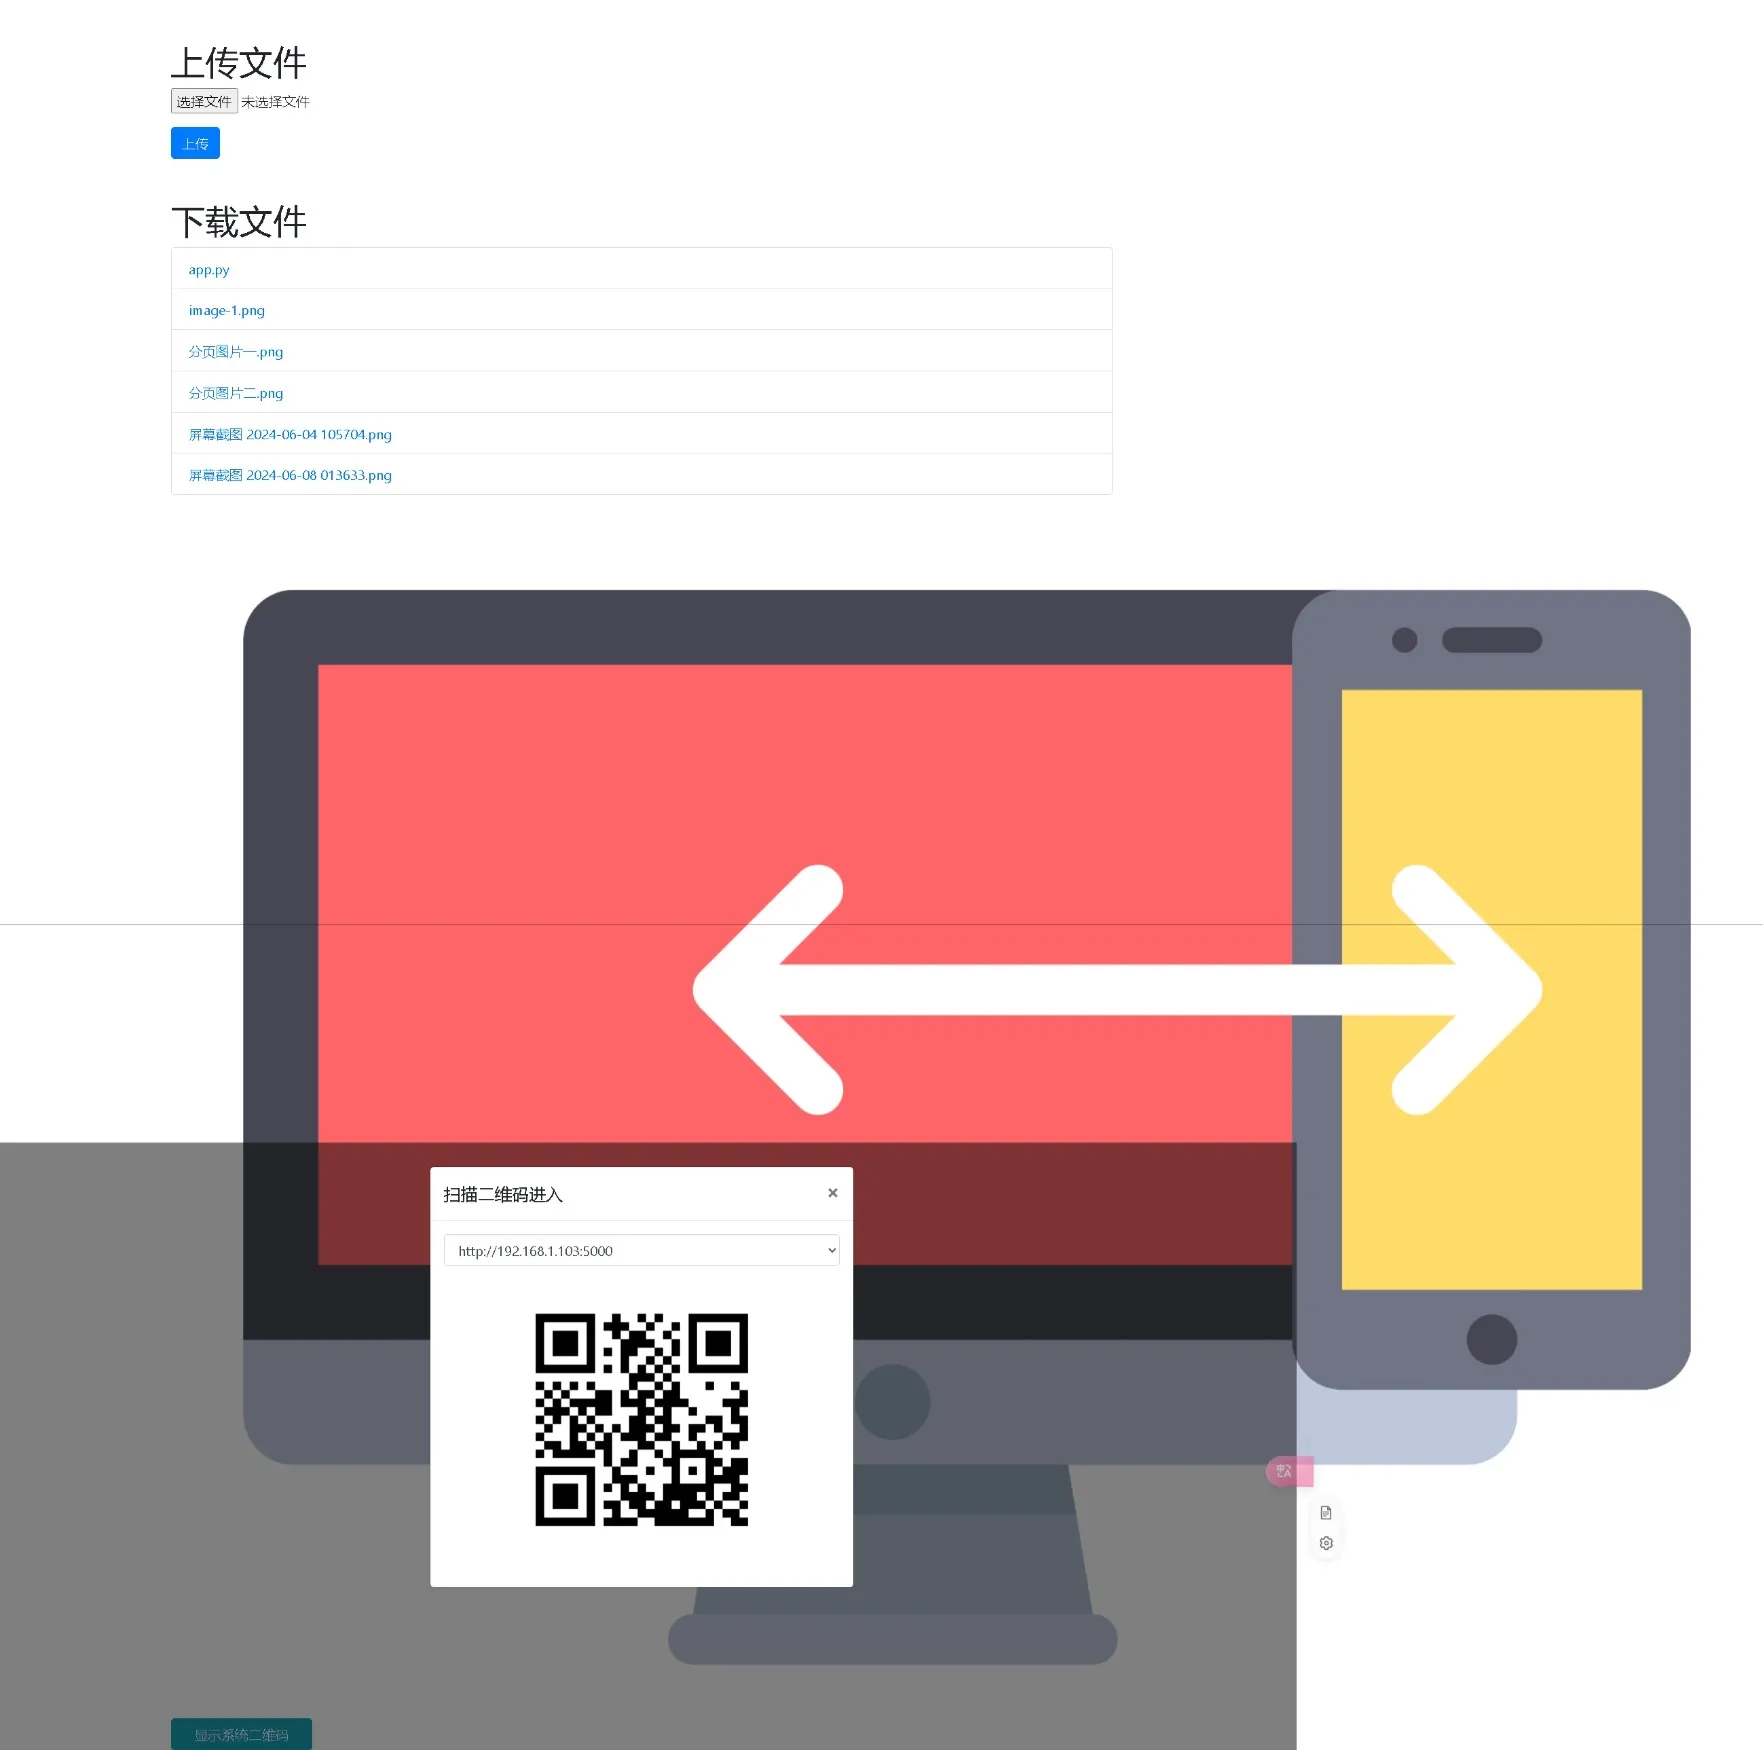 上传文件
选择文件 未选择文件
上传
下载文件
app.py
image-1.png
分页图片一.png
分页图片二.png
屏幕截图 2024-06-04 105704.png
屏幕截图 2024-06-08 013633.png
扫描二维码进入
×
http://192.168.1.103:5000
中
A
显示系统二维码